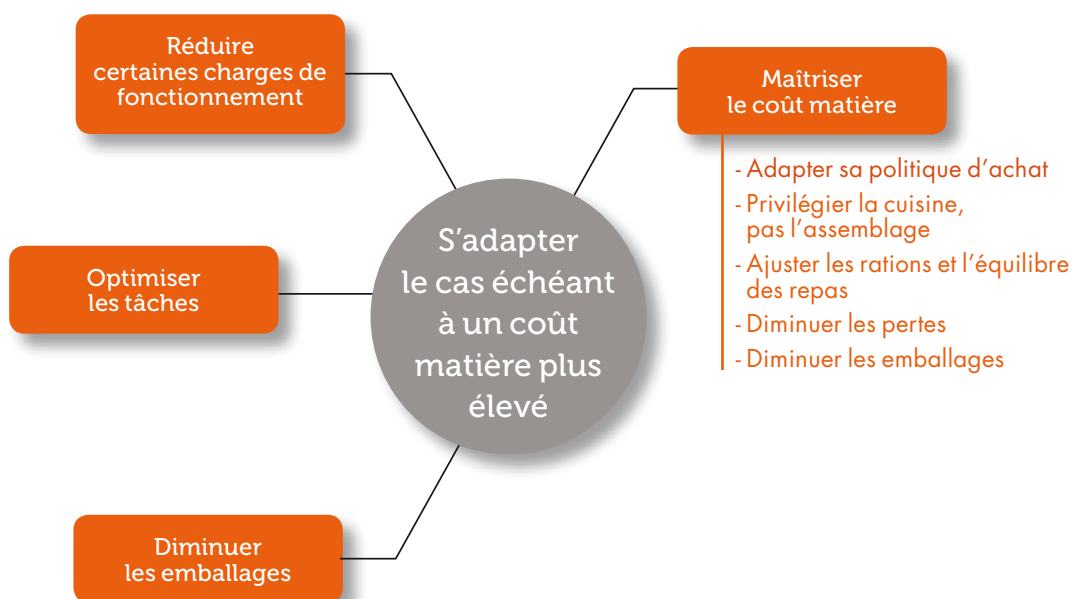 Réduire
certaines charges de
fonctionnement
Maîtriser
le coût matière
- Adapter sa politique d’achat
- Privilégier la cuisine,
pas l’assemblage
- Ajuster les rations et l’équilibre
des repas
- Diminuer les pertes
- Diminuer les emballages
S’adapter
le cas échéant
à un coût
matière plus
élevé
Optimiser
les tâches
Diminuer
les emballages